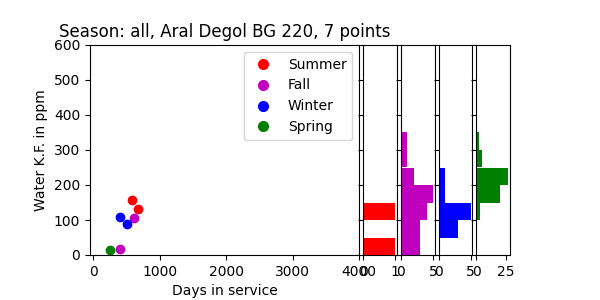 Season: all, Aral Degol BG 220, 7 points
Water K.F. in ppm
600
500
400
300
200
100
0
Summer
Fall
Winter
Spring
0 1000 2000 3000 4000 0 1 0 5 0 5 0 25
Days in service